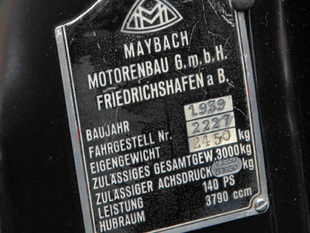 MAYBACH
MOTORENBAU G.m.b.H.
FRIEDRICHSHAFEN a B.
BAUJAHR 1939
FAHRGESTELL Nr. 2227
EIGENGEWICHT 2450 kg
ZULÄSSIGES GESAMTGEW. 3000 kg
ZULÄSSIGER ACHSDRUCK kg
LEISTUNG 140 PS
HUBRAUM 3790 ccm